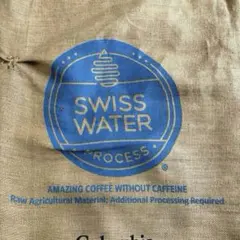 SWISS
WATER
PROCESS
®
AMAZING COFFEE WITHOUT CAFFEINE
Raw Agricultural Material: Additional Processing Required